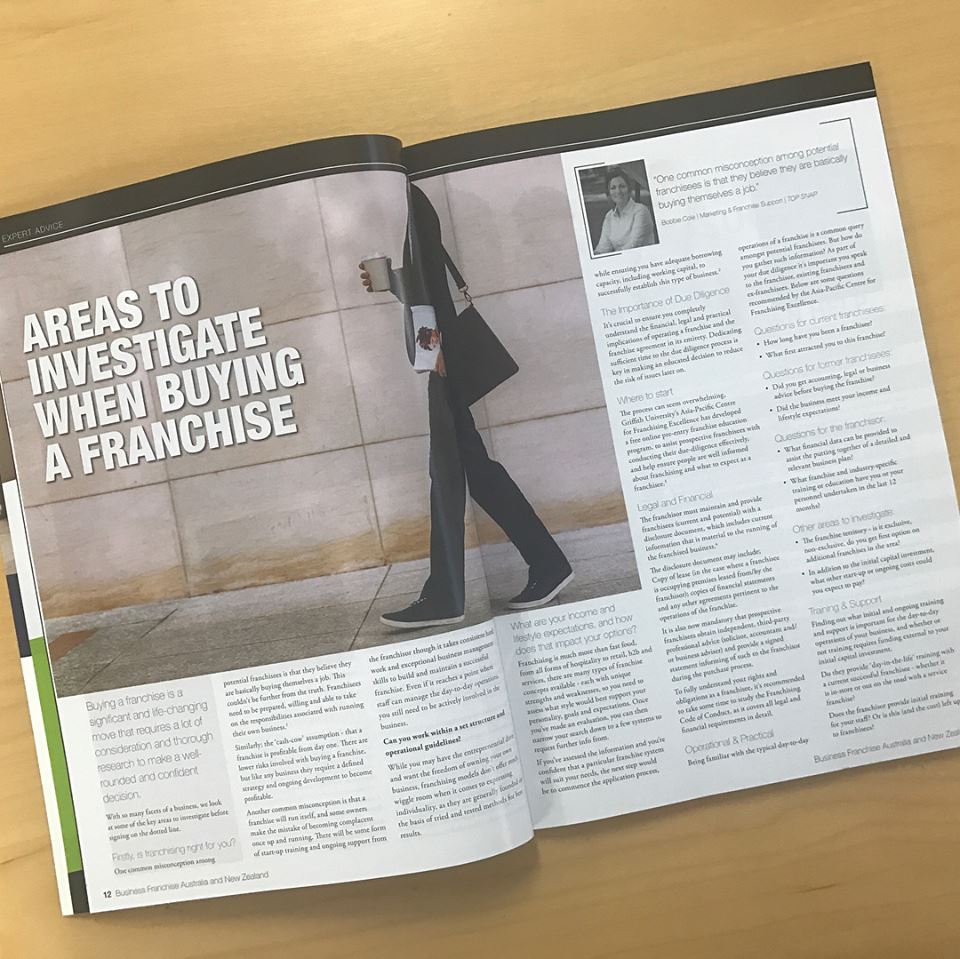 EXPERT ADVICE
AREAS TO
INVESTIGATE
WHEN BUYING
A FRANCHISE
Buying a franchise is a
significant and life-changing
move that requires a lot of
consideration and thorough
research to make a well-
rounded and confident
decision.
With so many facets of a business, we look
at some of the key areas to investigate before
signing on the dotted line.
Firstly, is franchising right for you?
One common misconception among
potential franchisees is that they believe they
are basically buying themselves a job. This
couldn't be further from the truth. Franchisees
need to be prepared, willing and able to take
on the responsibilities associated with running
their own business.
Similarly: the 'cash-cow' assumption - that a
franchise is profitable from day one. There are
lower risks involved with buying a franchise,
but like any business they require a defined
strategy and ongoing development to become
profitable.
Another common misconception is that a
franchise will run itself, and some owners
make the mistake of becoming complacent
once up and running. There will be some form
of start-up training and ongoing support from
the franchisor though it takes consistent hard
work and exceptional business management
skills to build and maintain a successful
franchise. Even if it reaches a point where
staff can manage the day-to-day operations,
you still need to be actively involved in the
business.
Can you work within a set structure and
operational guidelines?
While you may have the entrepreneurial drive
and want the freedom of owning your own
business, franchising models don't offer much
wiggle room when it comes to expressing
individuality, as they are generally founded on
the basis of tried and tested methods for best
results.
12 Business Franchise Australia and New Zealand
What are your income and
lifestyle expectations, and how
does that impact your options?
Franchising is much more than fast food,
from all forms of hospitality to retail, b2b and
services, there are many types of franchise
concepts available - each with unique
strengths and weaknesses, so you need to
assess what style would best support your
personality, goals and expectations. Once
you've made an evaluation, you can then
narrow your search down to a few systems to
request further info from.
If you've assessed the information and you're
confident that a particular franchise system
will suit your needs, the next step would
be to commence the application process,
"One common misconception among potential
franchisees is that they believe they are basically
buying themselves a job."
Bobbie Cole | Marketing & Franchise Support | TOP SNAP
while ensuring you have adequate borrowing
capacity, including working capital, to
successfully establish this type of business.²
The Importance of Due Diligence
It's crucial to ensure you completely
understand the financial, legal and practical
implications of operating a franchise and the
franchise agreement in its entirety. Dedicating
sufficient time to the due diligence process is
key in making an educated decision to reduce
the risk of issues later on.
Where to start
The process can seem overwhelming,
Griffith University's Asia-Pacific Centre
for Franchising Excellence has developed
a free online pre-entry franchise education
program, to assist prospective franchisees with
conducting their due diligence effectively,
and help ensure people are well informed
about franchising and what to expect as a
franchisee.³
Legal and Financial
The franchisor must maintain and provide
franchisees (current and potential) with a
disclosure document, which includes current
information that is material to the running of
the franchised business.⁴
The disclosure document may include;
Copy of lease (in the case where a franchisee
is occupying premises leased from/by the
franchisor); copies of financial statements
and any other agreements pertinent to the
operations of the franchise.
It is also now mandatory that prospective
franchisees obtain independent, third-party
professional advice (solicitor, accountant and/
or business adviser) and provide a signed
statement informing of such to the franchisor
during the purchase process.
To fully understand your rights and
obligations as a franchisee, it's recommended
to take some time to study the Franchising
Code of Conduct, as it covers legal and
financial requirements in detail.
Operational & Practical
Being familiar with the typical day-to-day
operations of a franchise is a common query
amongst potential franchisees. But how do
you gather such information? As part of
your due diligence it's important you speak
to the franchisor, existing franchisees and
ex-franchisees. Below are some questions
recommended by the Asia-Pacific Centre for
Franchising Excellence.
Questions for current franchisees:
• How long have you been a franchisee?
• What first attracted you to this franchise?
Questions for former franchisees:
• Did you get accounting, legal or business
advice before buying the franchise?
• Did the business meet your income and
lifestyle expectations?
Questions for the franchisor:
• What financial data can be provided to
assist the putting together of a detailed and
relevant business plan?
• What franchise and industry-specific
training or education have you or your
personnel undertaken in the last 12
months?
Other areas to investigate:
• The franchise territory - is it exclusive,
non-exclusive, do you get first option on
additional franchises in the area?
• In addition to the initial capital investment,
what other start-up or ongoing costs could
you expect to pay?
Training & Support
Finding out what initial and ongoing training
and support is important for the day-to-day
operations of your business, and whether or
not training requires funding external to your
initial capital investment.
Do they provide 'day-in-the-life' training with
a current successful franchisee - whether it
is in-store or out on the road with a service
franchise?
Does the franchise provide initial training
for your staff? Or is this (and the cost) left up
to franchisees?
Business Franchise Australia and New Zeala